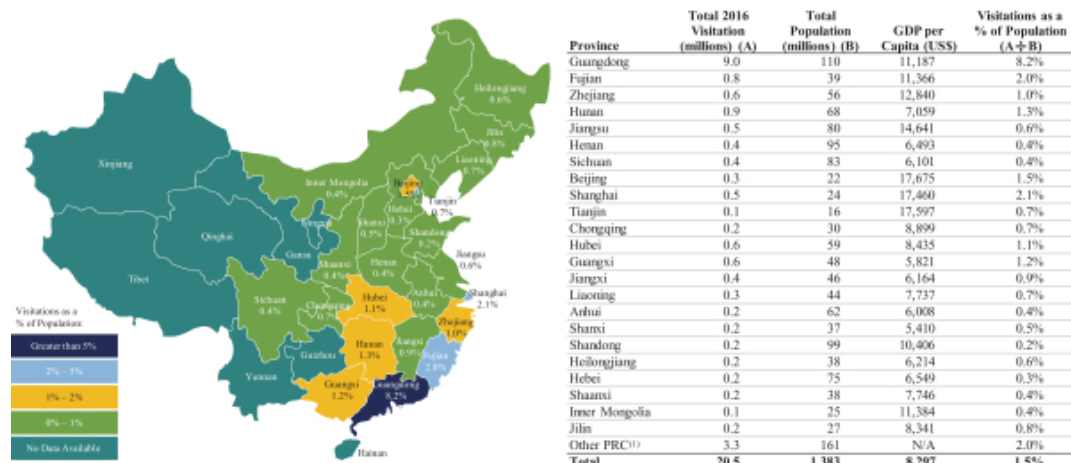 Heilongjiang
0.6%
Jilin
0.8%
Liaoning
0.7%
Xinjiang
Inner Mongolia
0.4%
Beijing
Tianjin
0.7%
Hebei
0.3%
Shanxi
0.5%
Shandong
0.2%
Qinghai
Gansu
Jiangsu
0.6%
Tibet
Shaanxi
0.4%
Henan
0.4%
Sichuan
0.4%
Chongqing
0.7%
Hubei
1.1%
Anhui
0.4%
Shanghai
2.1%
Zhejiang
1.0%
Hunan
1.3%
Jiangxi
0.9%
Fujian
2.0%
Guizhou
Yunnan
Guangxi
1.2%
Guangdong
8.2%
Hainan
Visitations as a
% of Population:
Greater than 5%
2% – 5%
1% – 2%
0% – 1%
No Data Available
Total 2016 Total Visitations as a
Visitation Population GDP per % of Population
Province (millions) (A) (millions) (B) Capita (US$) (A÷B)
Guangdong 9.0 110 11,187 8.2%
Fujian 0.8 39 11,366 2.0%
Zhejiang 0.6 56 12,840 1.0%
Hunan 0.9 68 7,059 1.3%
Jiangsu 0.5 80 14,641 0.6%
Henan 0.4 95 6,493 0.4%
Sichuan 0.4 83 6,101 0.4%
Beijing 0.3 22 17,675 1.5%
Shanghai 0.5 24 17,460 2.1%
Tianjin 0.1 16 17,597 0.7%
Chongqing 0.2 30 8,899 0.7%
Hubei 0.6 59 8,435 1.1%
Guangxi 0.6 48 5,821 1.2%
Jiangxi 0.4 46 6,164 0.9%
Liaoning 0.3 44 7,737 0.7%
Anhui 0.2 62 6,008 0.4%
Shanxi 0.2 37 5,410 0.5%
Shandong 0.2 99 10,406 0.2%
Heilongjiang 0.2 38 6,214 0.6%
Hebei 0.2 75 6,549 0.3%
Shaanxi 0.2 38 7,746 0.4%
Inner Mongolia 0.1 25 11,384 0.4%
Jilin 0.2 27 8,341 0.8%
Other PRC(1) 3.3 161 N/A 2.0%
Total 20.5 1,383 8,297 1.5%